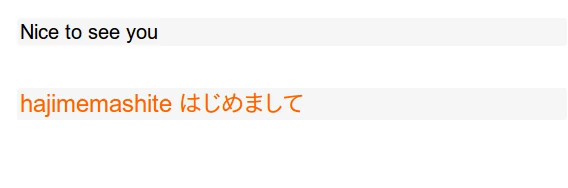 Nice to see you
hajimemashite はじめまして